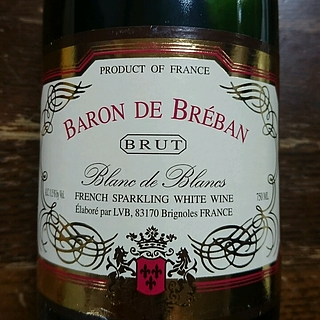 PRODUCT OF FRANCE
BARON DE BRÉBAN
BRUT
Blanc de Blancs
FRENCH SPARKLING WHITE WINE
750 ML
Élaboré par LVB, 83170 Brignoles FRANCE